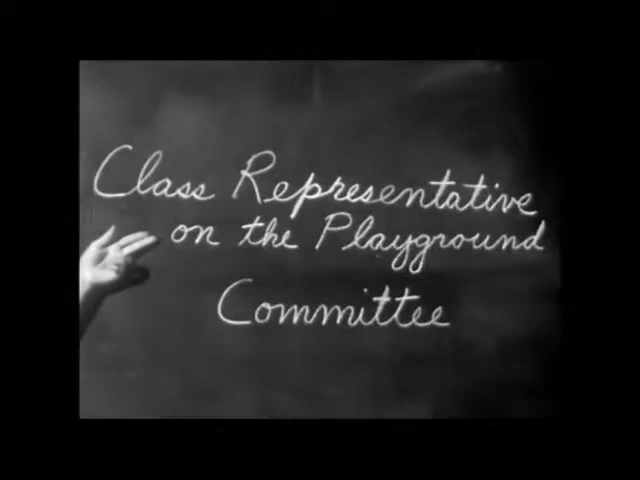 Class Representative
on the Playground
Committee